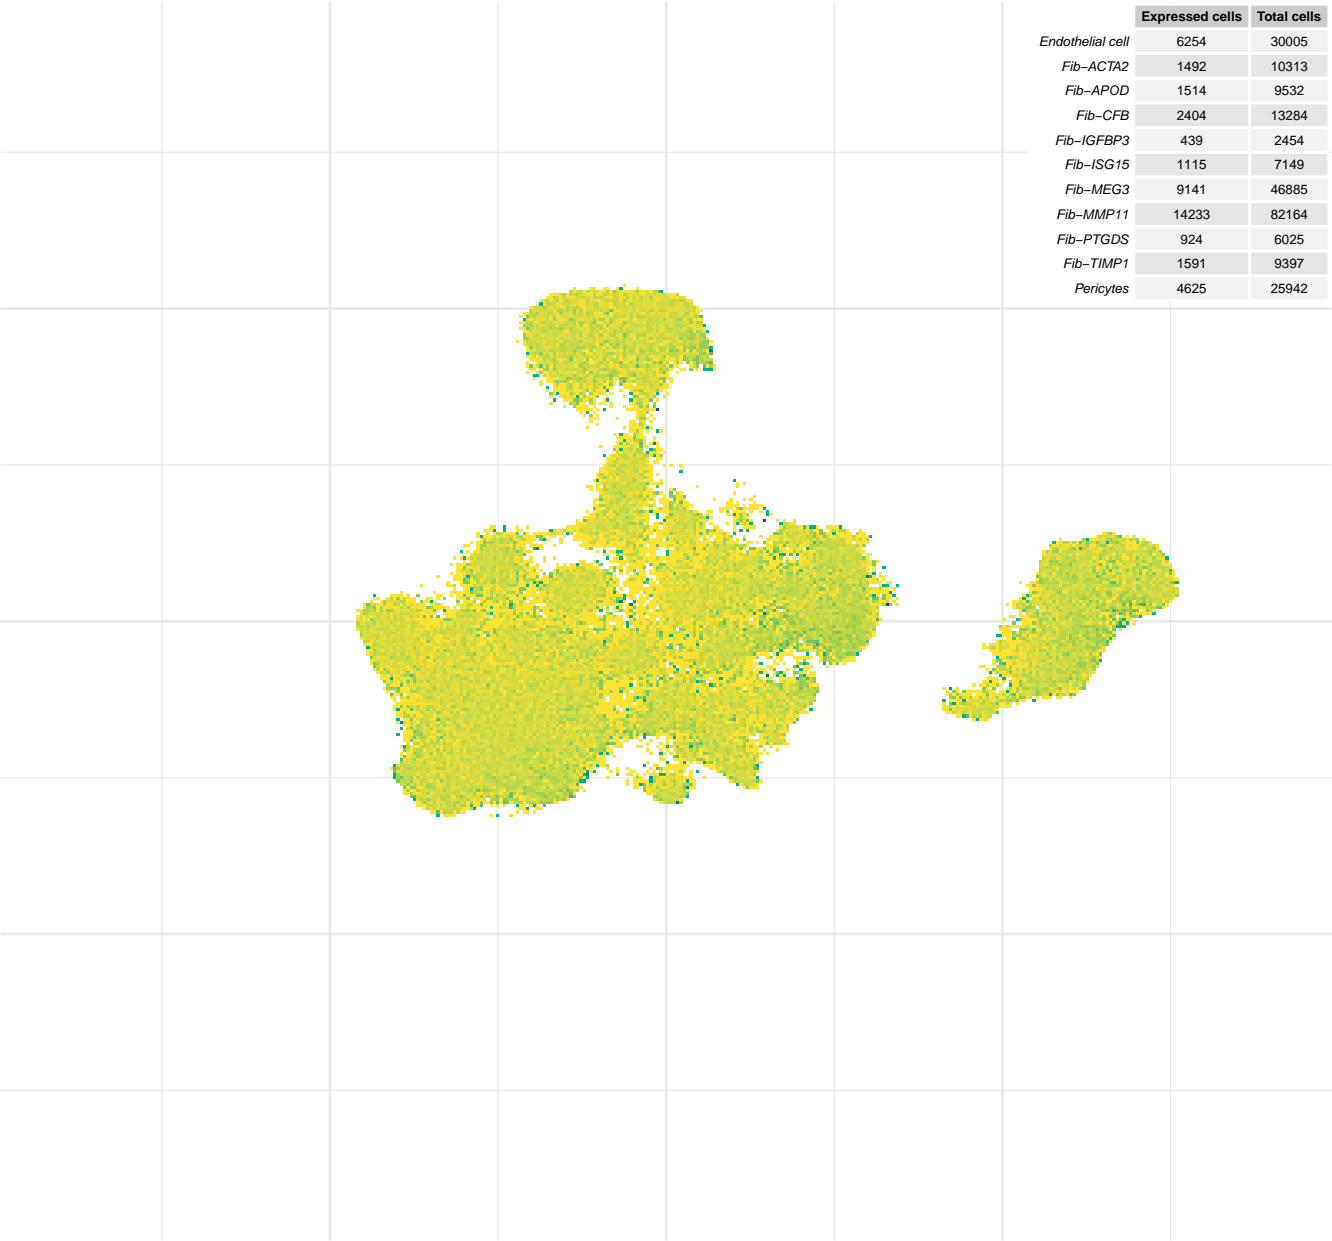 Expressed cells Total cells
Endothelial cell 6254 30005
Fib−ACTA2 1492 10313
Fib−APOD 1514 9532
Fib−CFB 2404 13284
Fib−IGFBP3 439 2454
Fib−ISG15 1115 7149
Fib−MEG3 9141 46885
Fib−MMP11 14233 82164
Fib−PTGDS 924 6025
Fib−TIMP1 1591 9397
Pericytes 4625 25942